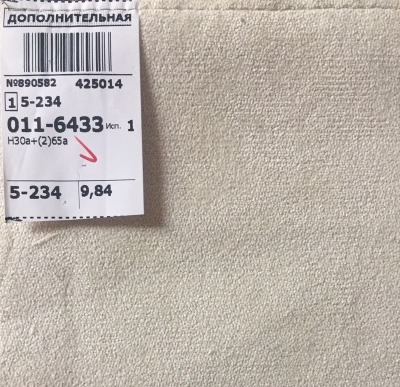 ДОПОЛНИТЕЛЬНАЯ
№890582 425014
1 5-234
011-6433 Исп. 1
Н30а+(2)65а
5-234 9,84